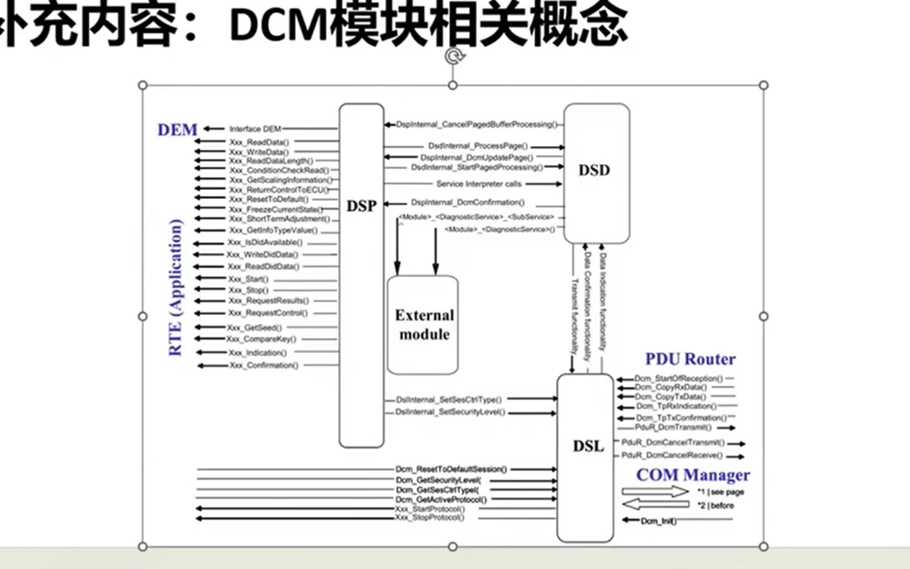 补充内容：DCM模块相关概念
DEM
Interface DEM
Xxx_ReadData()
Xxx_WriteData()
Xxx_ReadDataLength()
Xxx_ConditionCheckRead()
Xxx_GetScalingInformation()
Xxx_ReturnControlToECU()
Xxx_ResetToDefault()
Xxx_FreezeCurrentState()
Xxx_ShortTermAdjustment()
Xxx_GetInfoTypeValue()
Xxx_IsDidAvailable()
Xxx_WriteDidData()
Xxx_ReadDidData()
Xxx_Start()
Xxx_Stop()
Xxx_RequestResults()
Xxx_RequestControl()
Xxx_GetSeed()
Xxx_CompareKey()
Xxx_Indication()
Xxx_Confirmation()
RTE (Application)
DSP
DspInternal_CancelPagedBufferProcessing()
DsdInternal_ProcessPage()
DspInternal_DcmUpdatePage()
DsdInternal_StartPagedProcessing()
Service Interpreter calls
DspInternal_DcmConfirmation()
<Module>_<DiagnosticService>_<SubService>
<Module>_<DiagnosticService>()
DSD
External
module
Transmit functionality
Data Confirmation functionality
Data Indication functionality
DslInternal_SetSesCtrlType()
DslInternal_SetSecurityLevel()
DSL
PDU Router
Dcm_StartOfReception()
Dcm_CopyRxData()
Dcm_CopyTxData()
Dcm_TpRxIndication()
Dcm_TpTxConfirmation()
PduR_DcmTransmit()
PduR_DcmCancelTransmit()
PduR_DcmCancelReceive()
COM Manager
*1 | see page
*2 | before
Dcm_Init()
Dcm_ResetToDefaultSession()
Dcm_GetSecurityLevel(
Dcm_GetSesCtrlType(
Dcm_GetActiveProtocol()
Xxx_StartProtocol()
Xxx_StopProtocol()